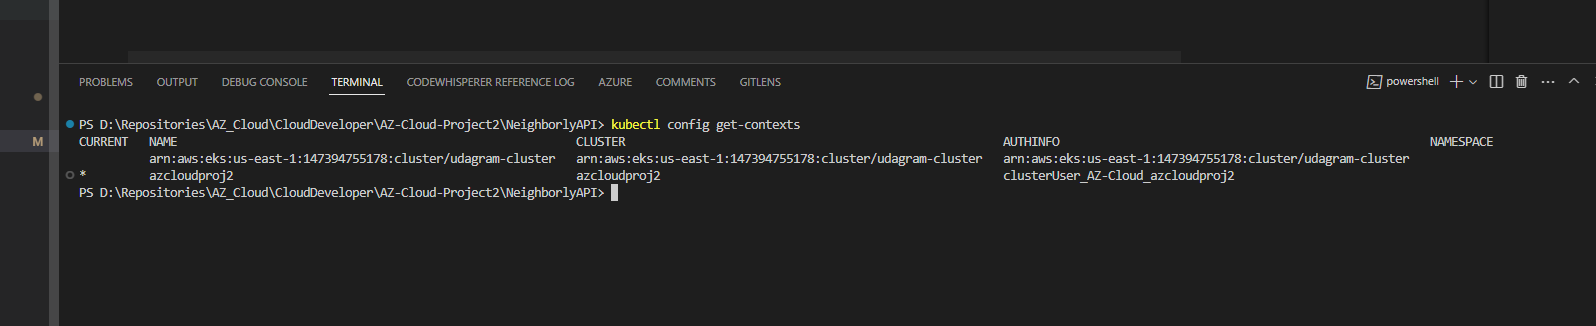 PROBLEMS OUTPUT DEBUG CONSOLE TERMINAL CODEWHISPERER REFERENCE LOG AZURE COMMENTS GITLENS powershell
PS D:\Repositories\AZ_Cloud\CloudDeveloper\AZ-Cloud-Project2\NeighborlyAPI> kubectl config get-contexts
M CURRENT NAME CLUSTER AUTHINFO NAMESPACE
arn:aws:eks:us-east-1:147394755178:cluster/udagram-cluster arn:aws:eks:us-east-1:147394755178:cluster/udagram-cluster arn:aws:eks:us-east-1:147394755178:cluster/udagram-cluster
* azcloudproj2 azcloudproj2 clusterUser_AZ-Cloud_azcloudproj2
PS D:\Repositories\AZ_Cloud\CloudDeveloper\AZ-Cloud-Project2\NeighborlyAPI>